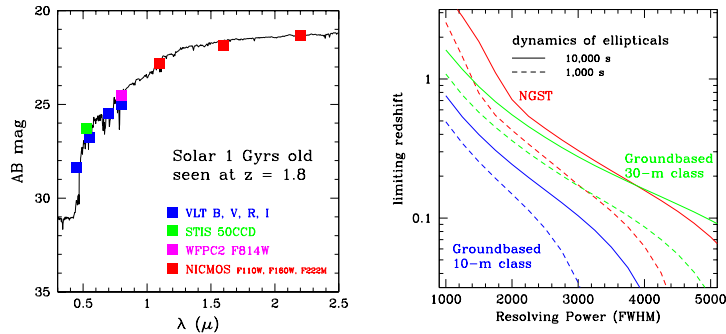 20
25
30
35
AB mag
Solar 1 Gyrs old
seen at z = 1.8
VLT B, V, R, I
STIS 50CCD
WFPC2 F814W
NICMOS F110W, F160W, F222M
0.5
1
1.5
2
2.5
λ (μ)
limiting redshift
1
0.1
dynamics of ellipticals
10,000 s
1,000 s
NGST
Groundbased
30-m class
Groundbased
10-m class
1000
2000
3000
4000
5000
Resolving Power (FWHM)